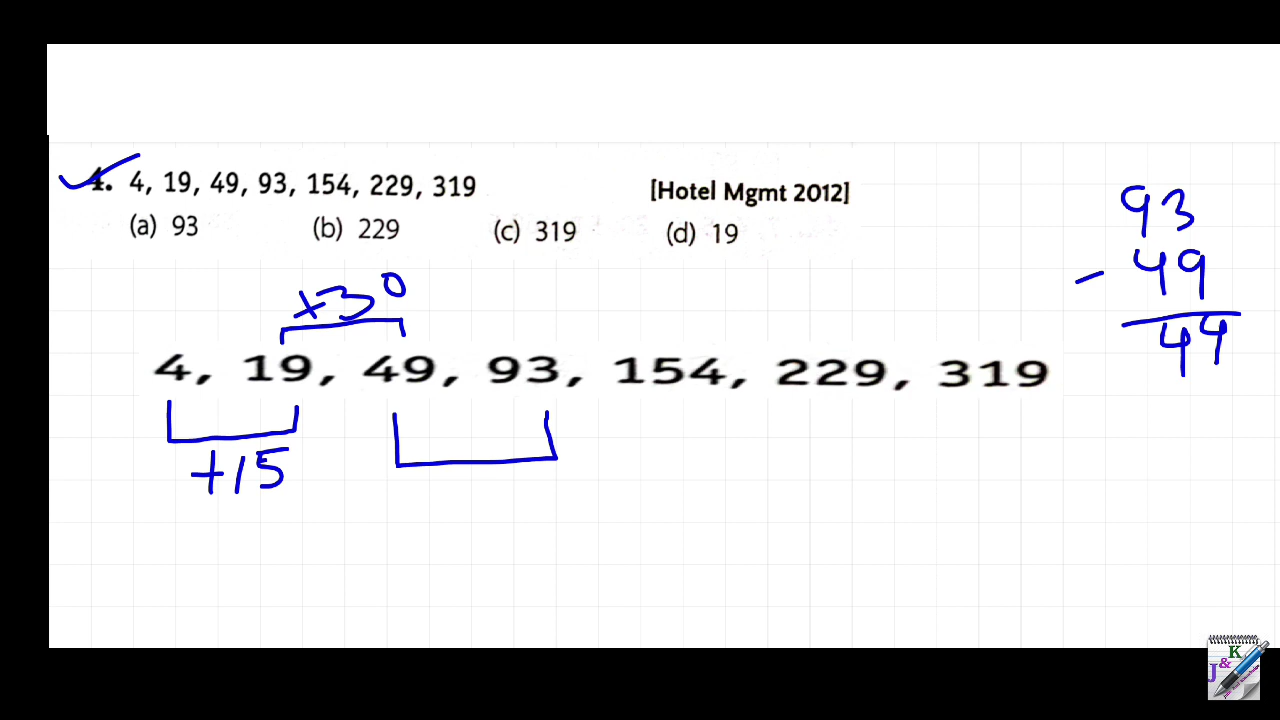 4. 4, 19, 49, 93, 154, 229, 319 [Hotel Mgmt 2012]
(a) 93 (b) 229 (c) 319 (d) 19
93
- 49
44
+30
4, 19, 49, 93, 154, 229, 319
+15
J&K